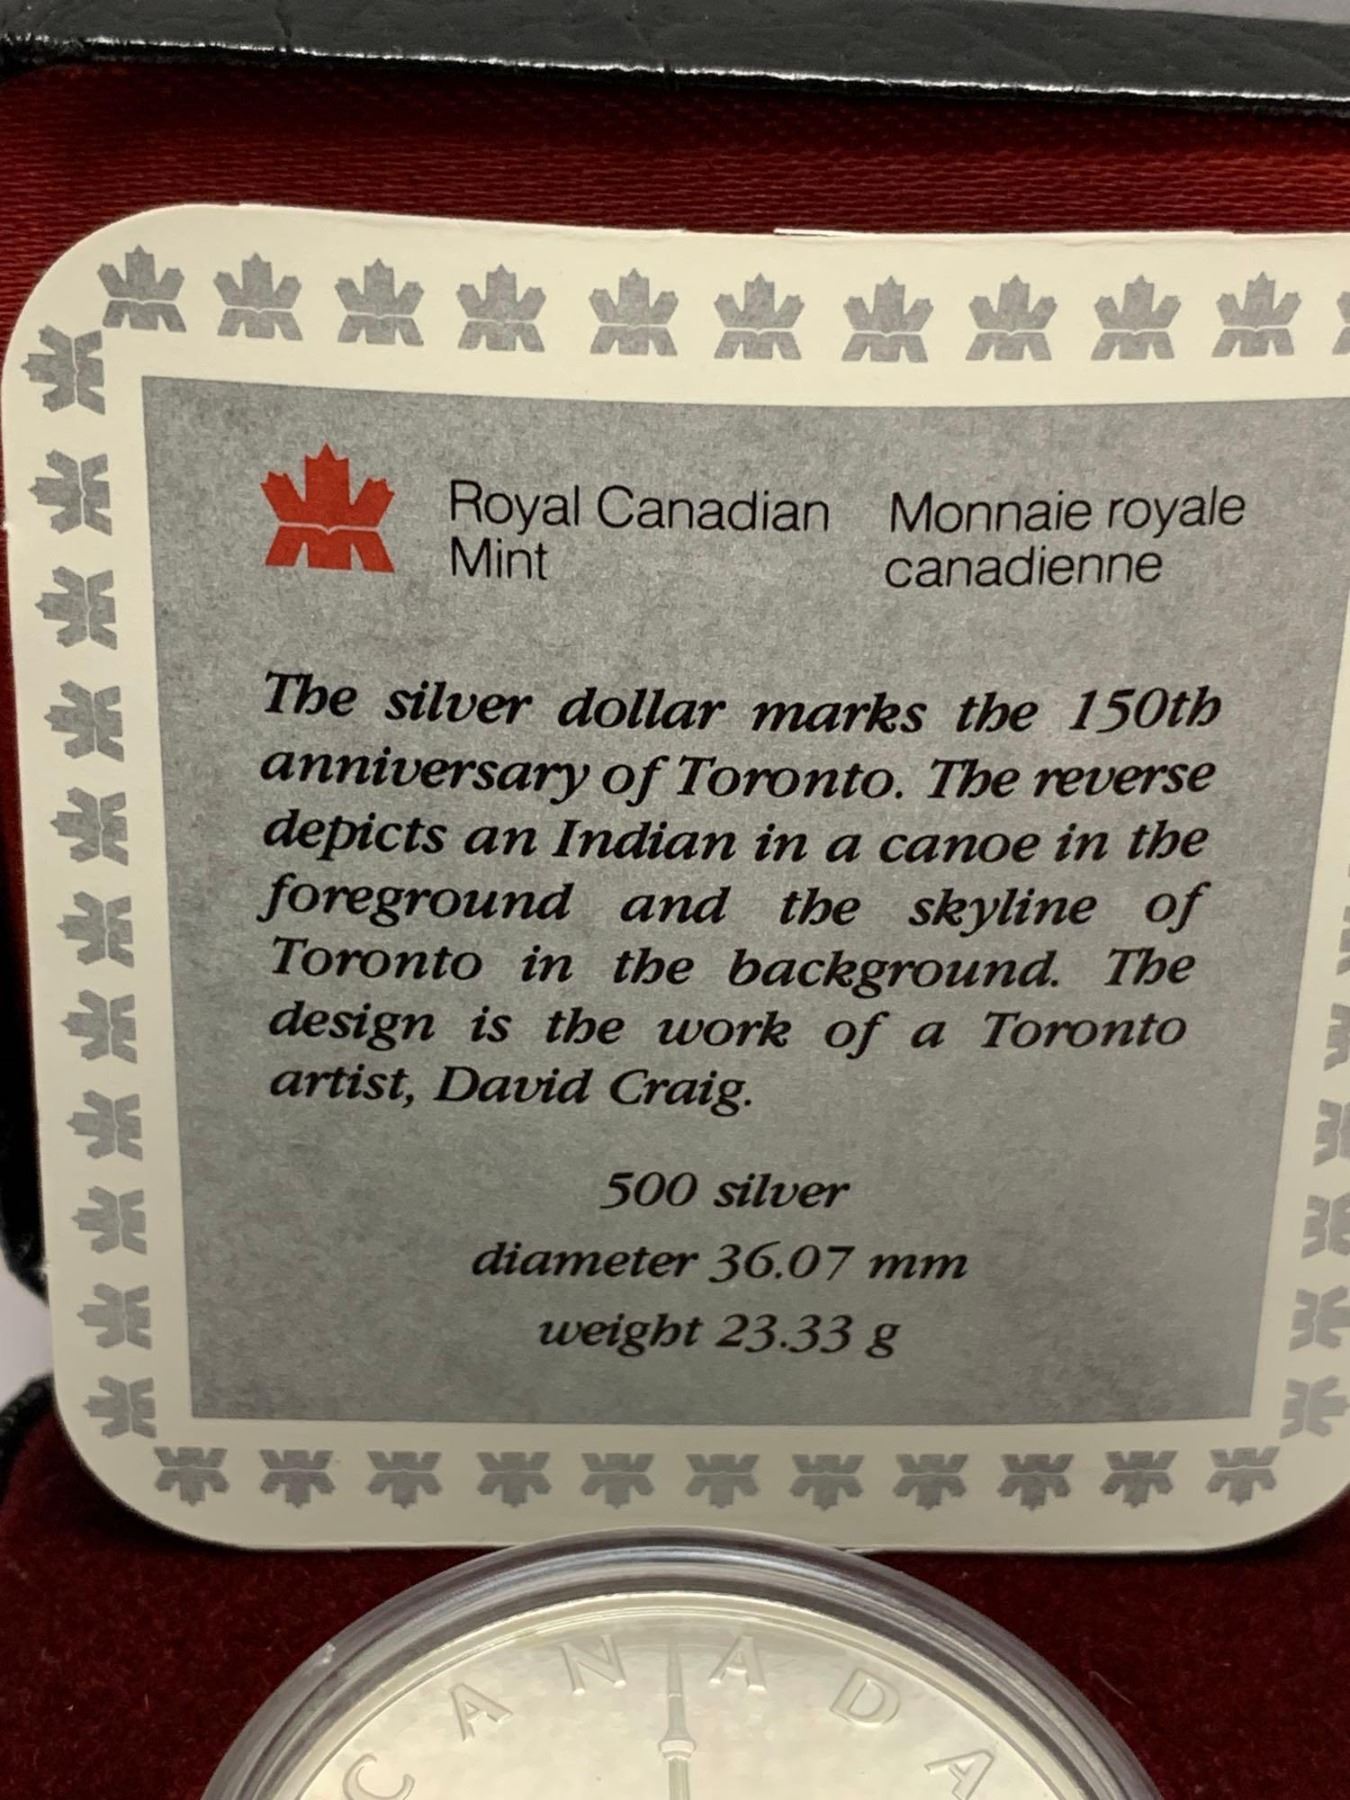 Royal Canadian Mint
Monnaie royale canadienne
The silver dollar marks the 150th
anniversary of Toronto. The reverse
depicts an Indian in a canoe in the
foreground and the skyline of
Toronto in the background. The
design is the work of a Toronto
artist, David Craig.
500 silver
diameter 36.07 mm
weight 23.33 g
CANADA